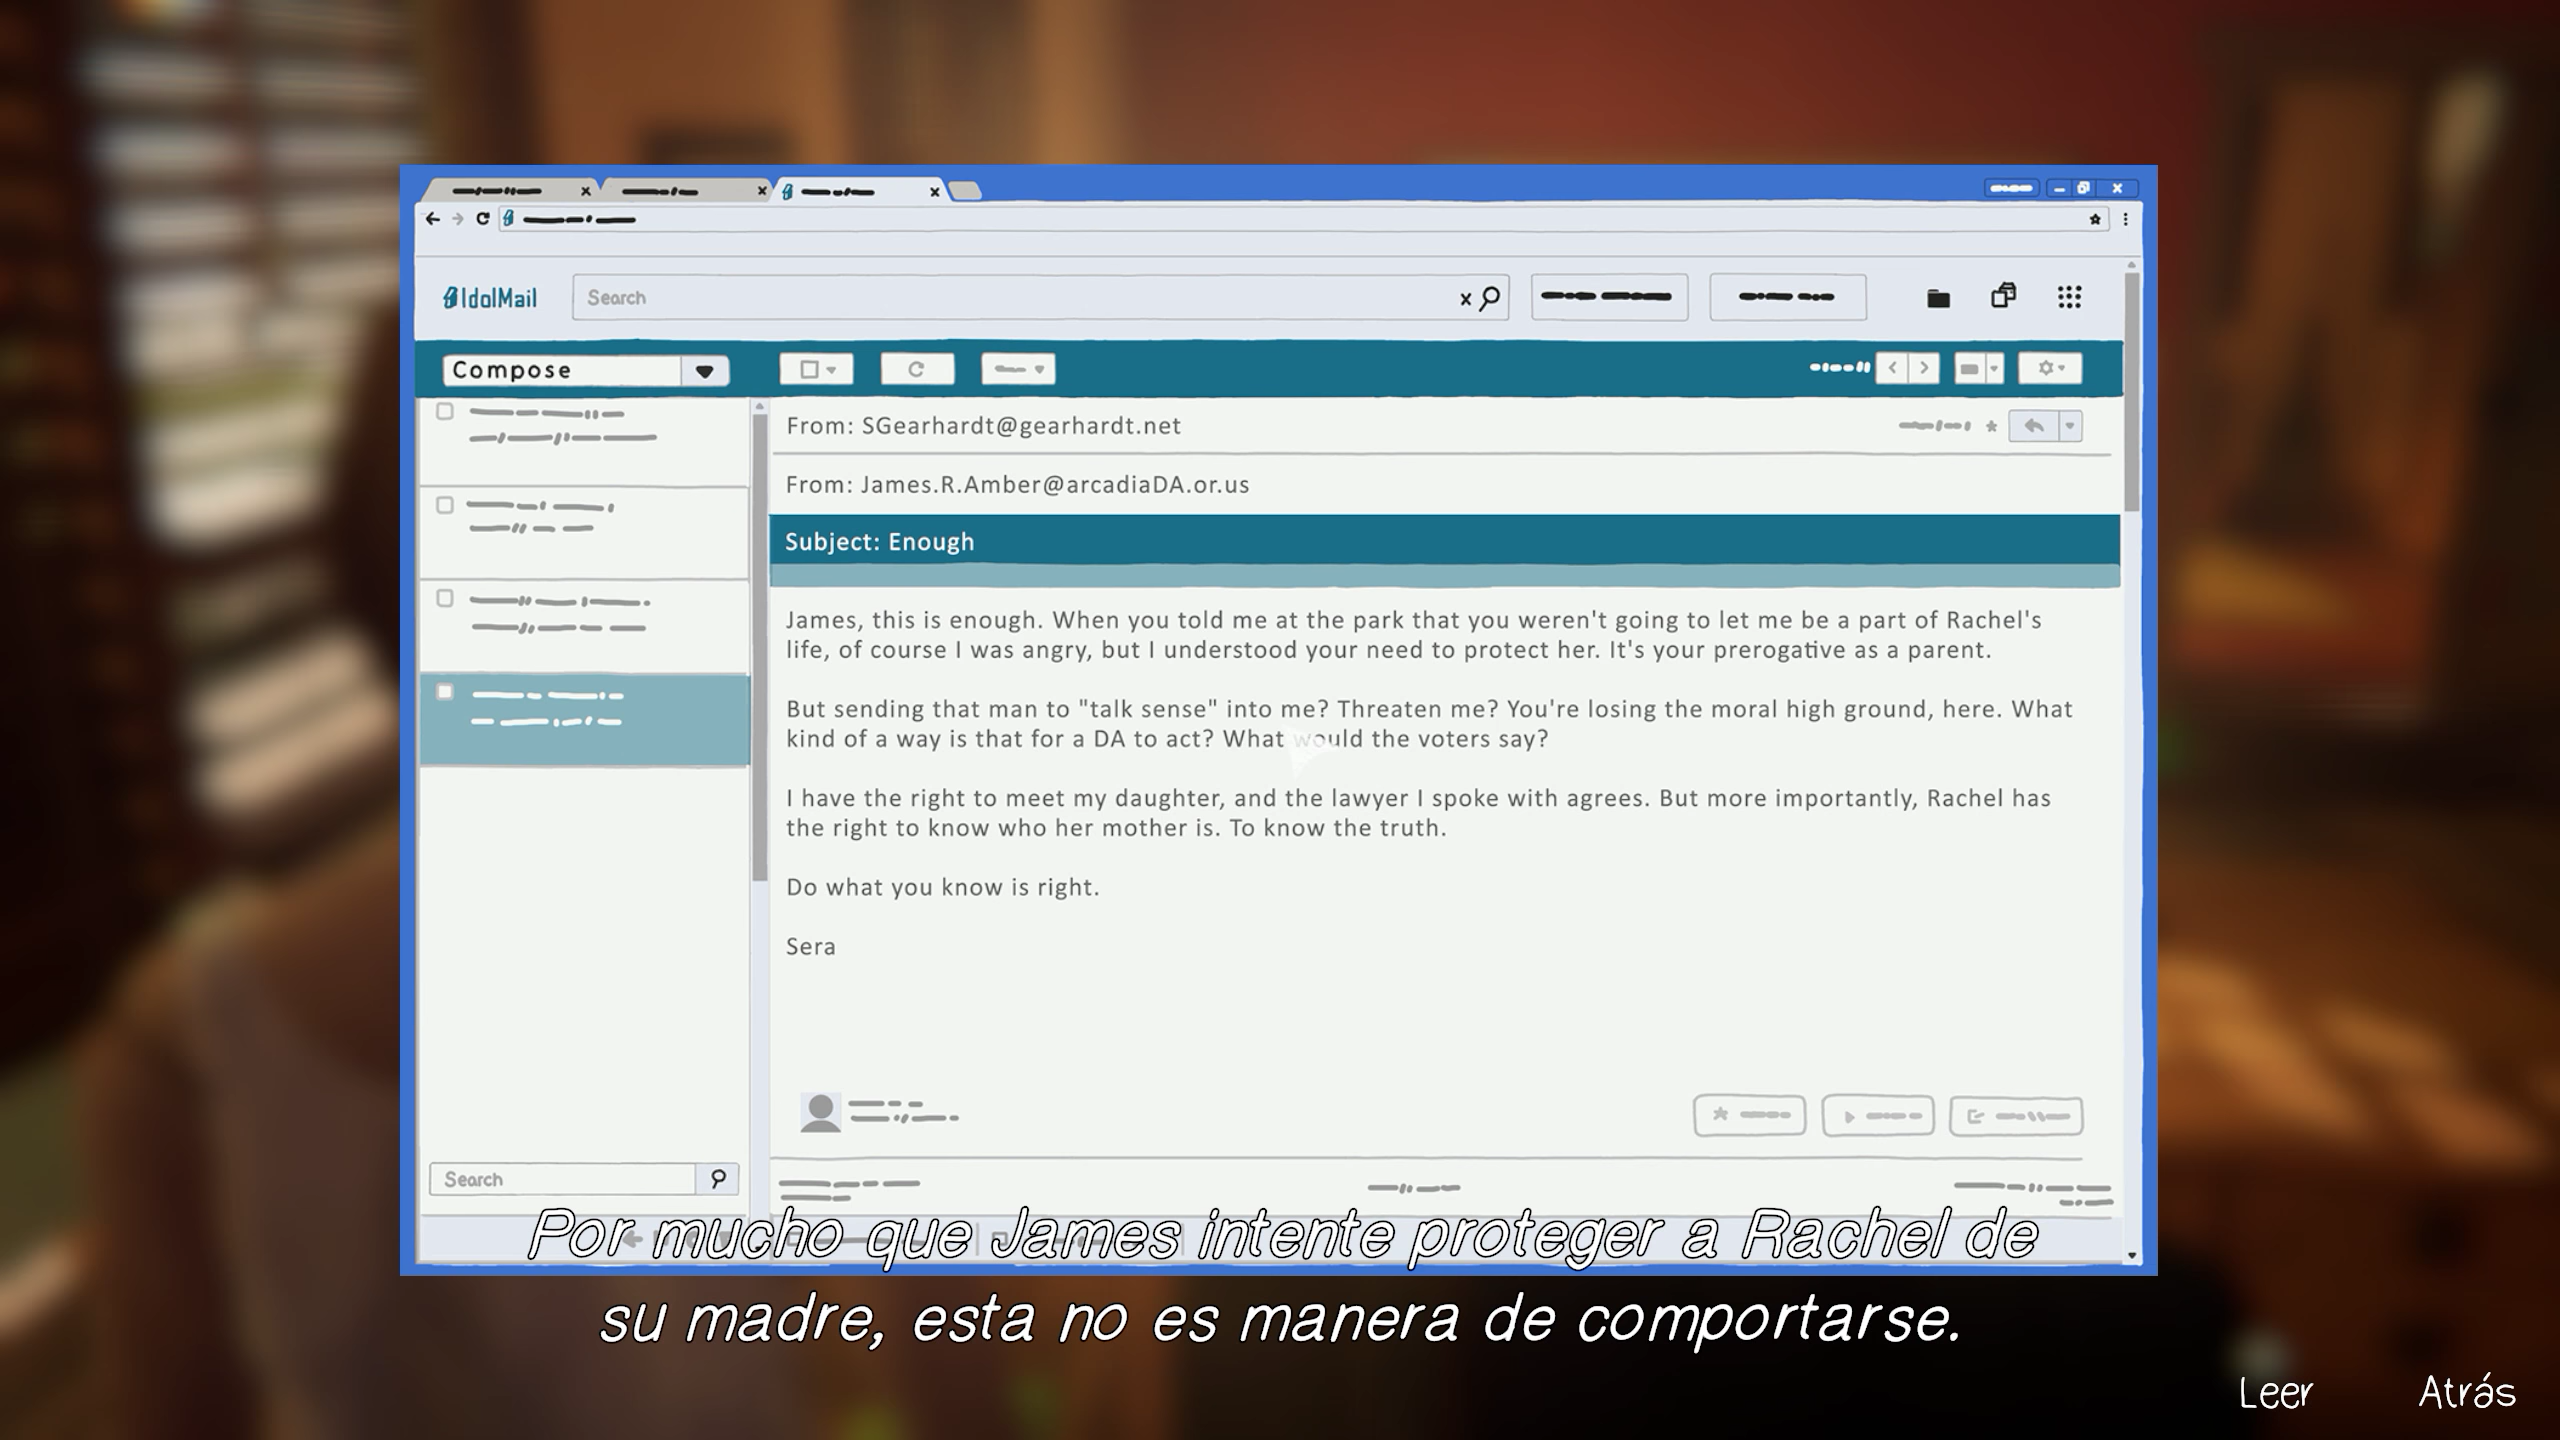 IdolMail
Search
Compose
From: SGearhardt@gearhardt.net
From: James.R.Amber@arcadiaDA.or.us
Subject: Enough
James, this is enough. When you told me at the park that you weren't going to let me be a part of Rachel's
life, of course I was angry, but I understood your need to protect her. It's your prerogative as a parent.
But sending that man to "talk sense" into me? Threaten me? You're losing the moral high ground, here. What
kind of a way is that for a DA to act? What would the voters say?
I have the right to meet my daughter, and the lawyer I spoke with agrees. But more importantly, Rachel has
the right to know who her mother is. To know the truth.
Do what you know is right.
Sera
Search
Por mucho que James intente proteger a Rachel de
su madre, esta no es manera de comportarse.
Leer
Atrás